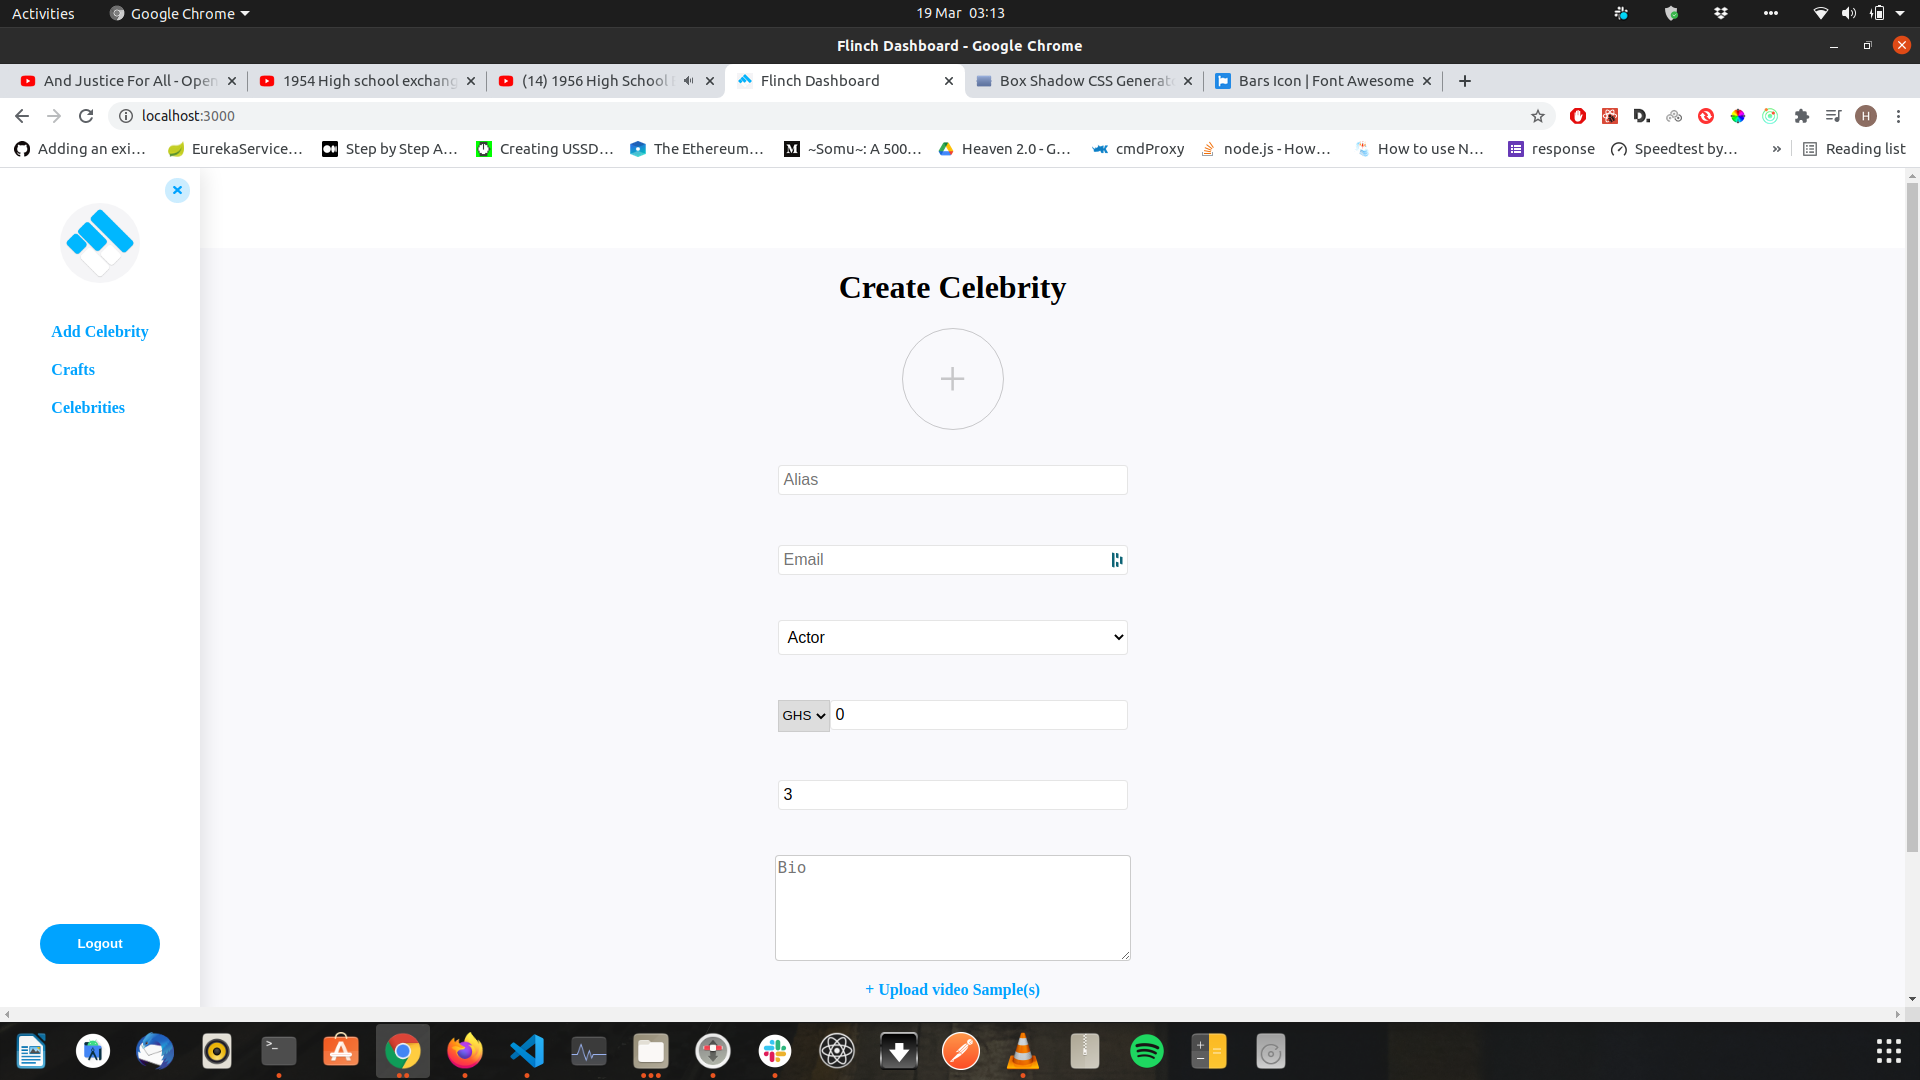 Activities
Google Chrome
19 Mar 03:13
Flinch Dashboard - Google Chrome
And Justice For All - Open
1954 High school exchang
(14) 1956 High School
Flinch Dashboard
Box Shadow CSS Generat
Bars Icon | Font Awesome
localhost:3000
H
Adding an exi...
EurekaService...
Step by Step A...
Creating USSD...
The Ethereum...
~Somu~: A 500...
Heaven 2.0 - G...
cmdProxy
node.js - How...
How to use N...
response
Speedtest by...
»
Reading list
Create Celebrity
Add Celebrity
Crafts
Celebrities
Alias
Email
Actor
GHS
0
3
Bio
+ Upload video Sample(s)
Logout